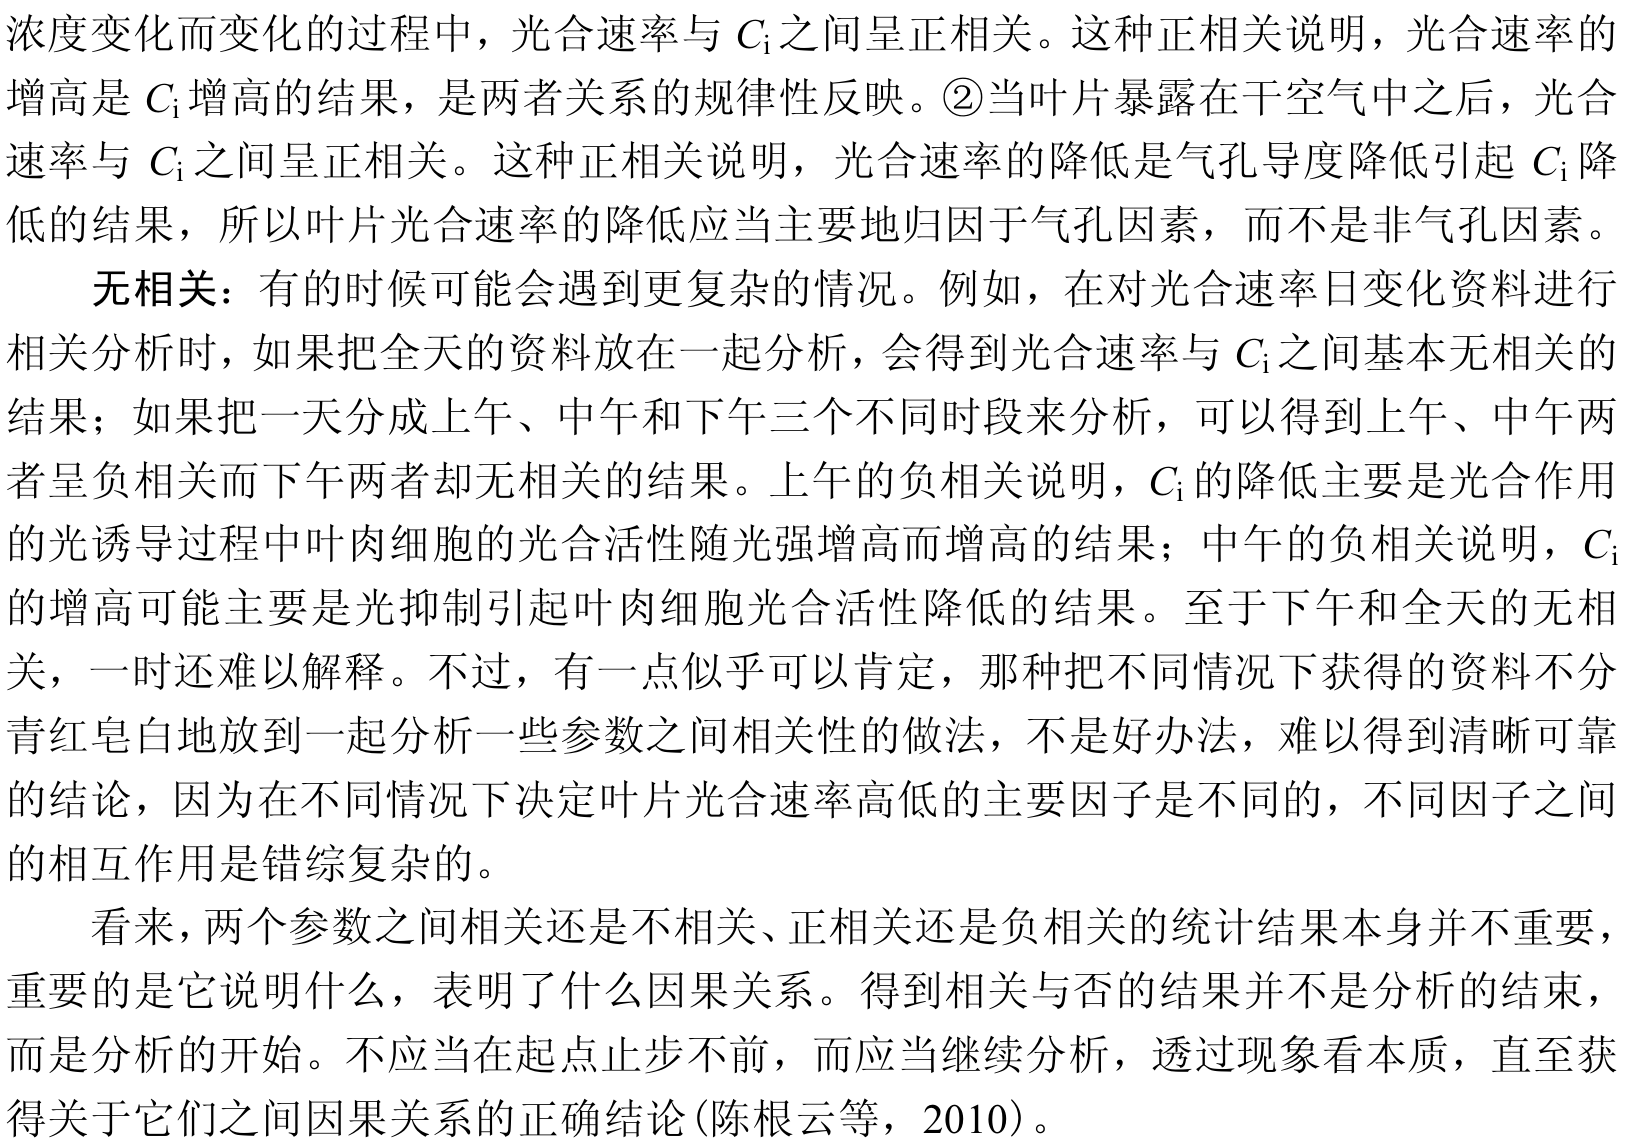 浓度变化而变化的过程中，光合速率与 Ci之间呈正相关。这种正相关说明，光合速率的
增高是 Ci增高的结果，是两者关系的规律性反映。②当叶片暴露在干空气中之后，光合
速率与 Ci之间呈正相关。这种正相关说明，光合速率的降低是气孔导度降低引起 Ci降
低的结果，所以叶片光合速率的降低应当主要地归因于气孔因素，而不是非气孔因素。
无相关：有的时候可能会遇到更复杂的情况。例如，在对光合速率日变化资料进行
相关分析时，如果把全天的资料放在一起分析，会得到光合速率与 Ci之间基本无相关的
结果；如果把一天分成上午、中午和下午三个不同时段来分析，可以得到上午、中午两
者呈负相关而下午两者却无相关的结果。上午的负相关说明，Ci的降低主要是光合作用
的光诱导过程中叶肉细胞的光合活性随光强增高而增高的结果；中午的负相关说明，Ci
的增高可能主要是光抑制引起叶肉细胞光合活性降低的结果。至于下午和全天的无相
关，一时还难以解释。不过，有一点似乎可以肯定，那种把不同情况下获得的资料不分
青红皂白地放到一起分析一些参数之间相关性的做法，不是好办法，难以得到清晰可靠
的结论，因为在不同情况下决定叶片光合速率高低的主要因子是不同的，不同因子之间
的相互作用是错综复杂的。
看来，两个参数之间相关还是不相关、正相关还是负相关的统计结果本身并不重要，
重要的是它说明什么，表明了什么因果关系。得到相关与否的结果并不是分析的结束，
而是分析的开始。不应当在起点止步不前，而应当继续分析，透过现象看本质，直至获
得关于它们之间因果关系的正确结论(陈根云等，2010)。